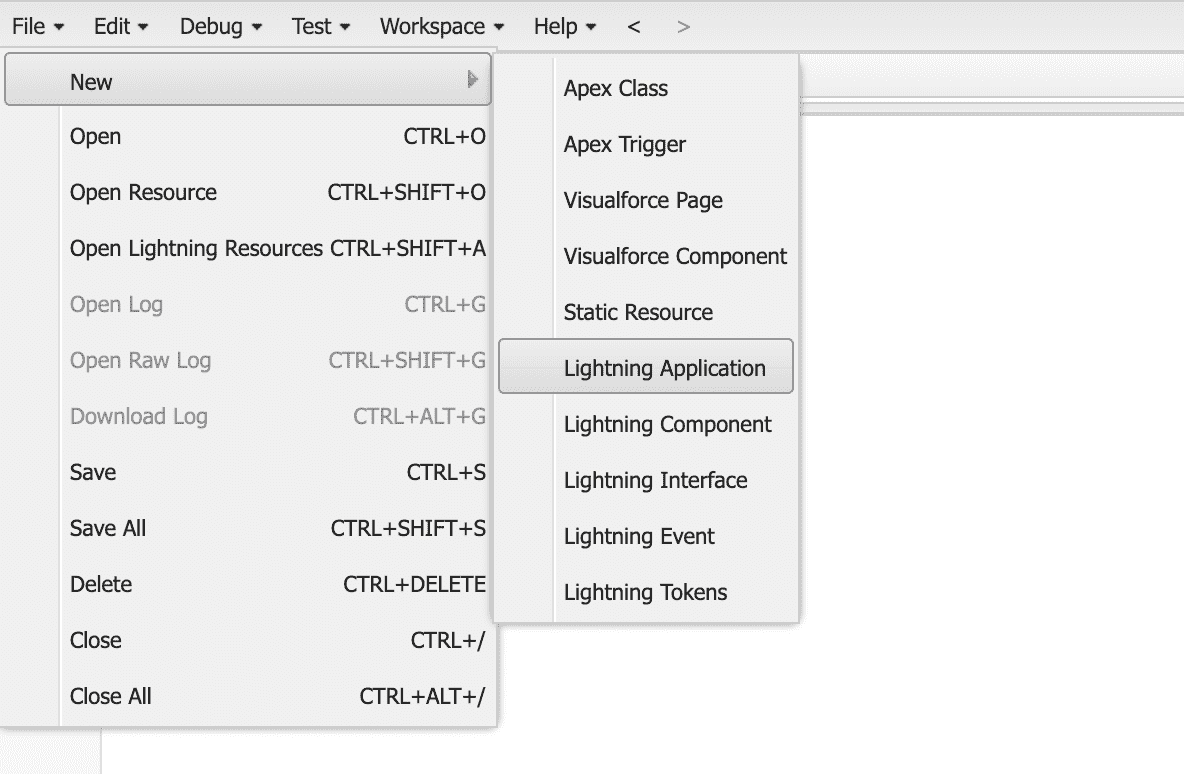 File Edit Debug Test Workspace Help < >
New
Open CTRL+O
Open Resource CTRL+SHIFT+O
Open Lightning Resources CTRL+SHIFT+A
Open Log CTRL+G
Open Raw Log CTRL+SHIFT+G
Download Log CTRL+ALT+G
Save CTRL+S
Save All CTRL+SHIFT+S
Delete CTRL+DELETE
Close CTRL+/
Close All CTRL+ALT+/
Apex Class
Apex Trigger
Visualforce Page
Visualforce Component
Static Resource
Lightning Application
Lightning Component
Lightning Interface
Lightning Event
Lightning Tokens